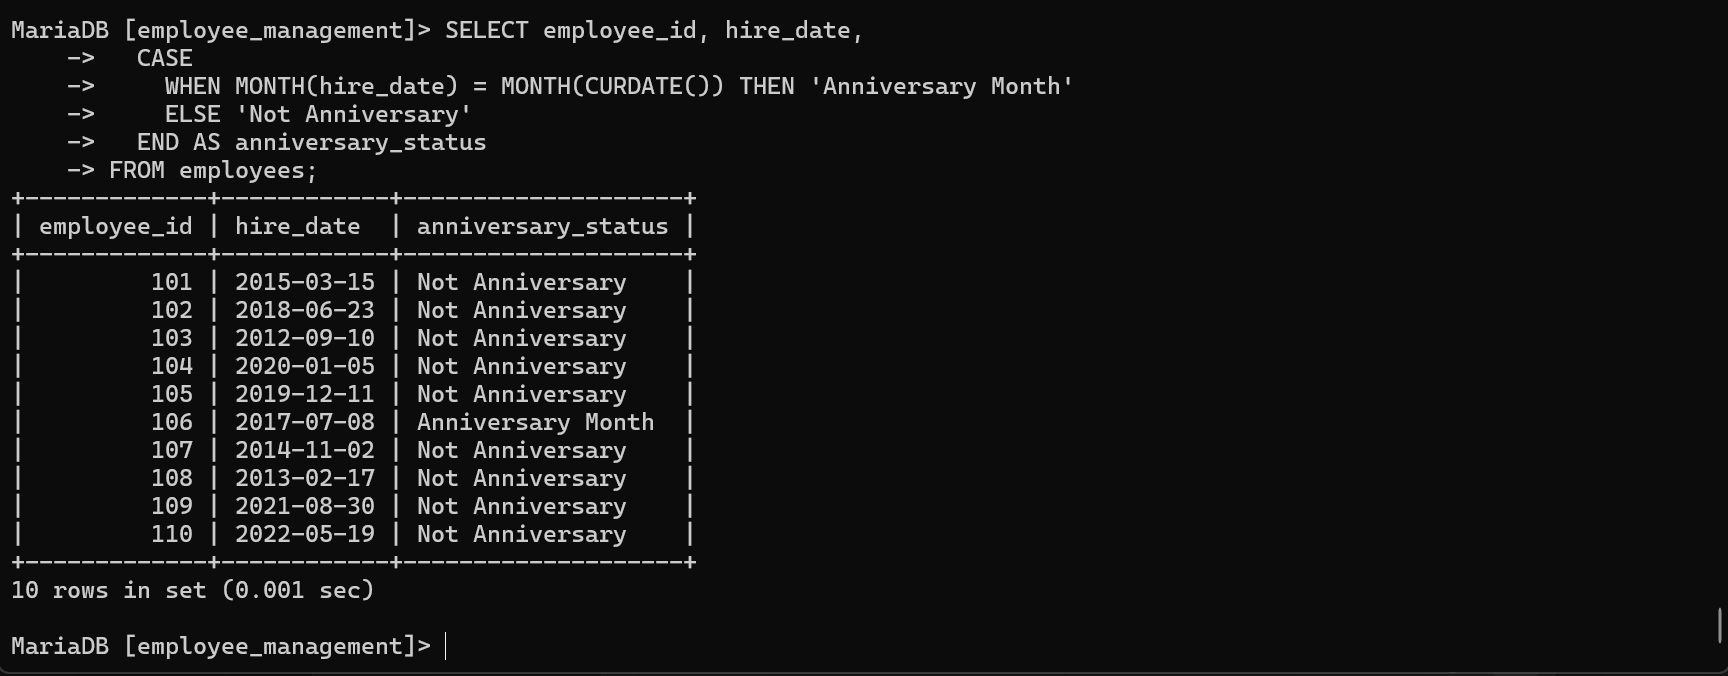 MariaDB [employee_management]> SELECT employee_id, hire_date,
    ->   CASE
    ->     WHEN MONTH(hire_date) = MONTH(CURDATE()) THEN 'Anniversary Month'
    ->     ELSE 'Not Anniversary'
    ->   END AS anniversary_status
    -> FROM employees;
+-------------+------------+--------------------+
| employee_id | hire_date  | anniversary_status |
+-------------+------------+--------------------+
|         101 | 2015-03-15 | Not Anniversary    |
|         102 | 2018-06-23 | Not Anniversary    |
|         103 | 2012-09-10 | Not Anniversary    |
|         104 | 2020-01-05 | Not Anniversary    |
|         105 | 2019-12-11 | Not Anniversary    |
|         106 | 2017-07-08 | Anniversary Month  |
|         107 | 2014-11-02 | Not Anniversary    |
|         108 | 2013-02-17 | Not Anniversary    |
|         109 | 2021-08-30 | Not Anniversary    |
|         110 | 2022-05-19 | Not Anniversary    |
+-------------+------------+--------------------+
10 rows in set (0.001 sec)

MariaDB [employee_management]>